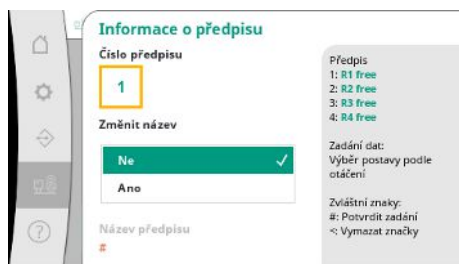 Informace o předpisu
Číslo předpisu
1
Změnit název
Ne
Ano
Název předpisu
#
Předpis
1: R1 free
2: R2 free
3: R3 free
4: R4 free
Zadání dat:
Výběr postavy podle
otáčení
Zvláštní znaky:
#: Potvrdit zadání
<: Vymazat značky